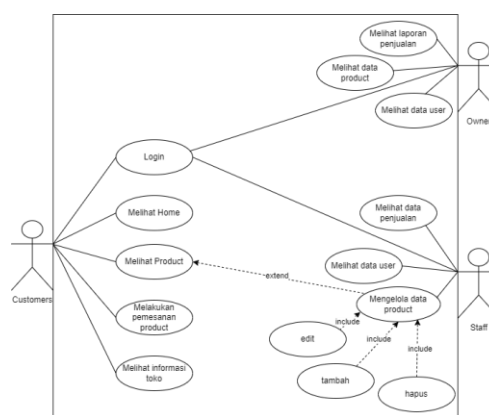 Melihat laporan
penjualan
Melihat data
product
Melihat data user
Owner
Login
Melihat Home
Melihat data
penjualan
Melihat Product
Melihat data user
extend
Customers
Mengelola data
product
Staff
Melakukan
pemesanan
product
edit
include
include
include
Melihat informasi
toko
tambah
hapus